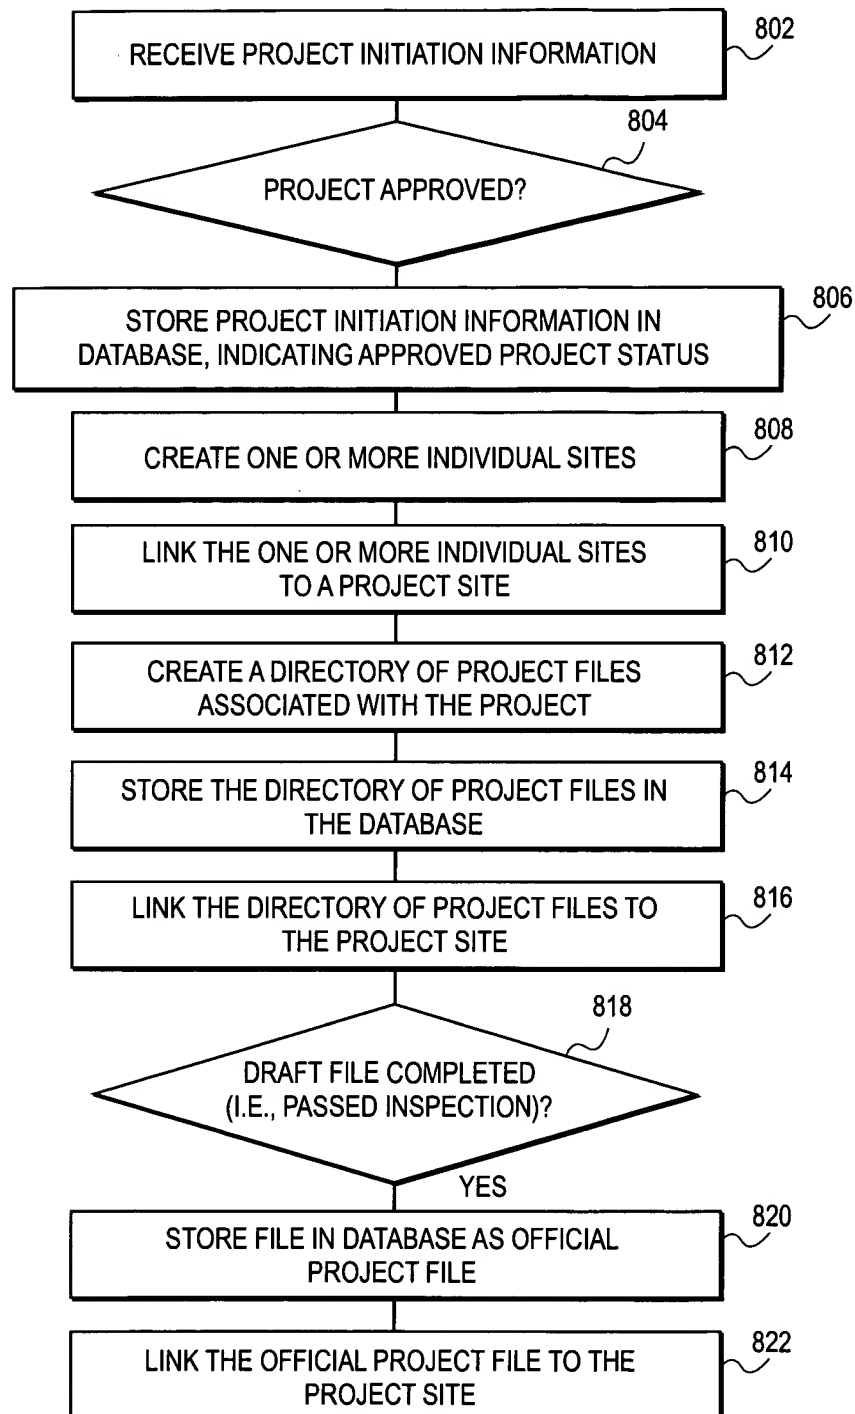 RECEIVE PROJECT INITIATION INFORMATION
802
804
PROJECT APPROVED?
806
STORE PROJECT INITIATION INFORMATION IN
DATABASE, INDICATING APPROVED PROJECT STATUS
808
CREATE ONE OR MORE INDIVIDUAL SITES
810
LINK THE ONE OR MORE INDIVIDUAL SITES
TO A PROJECT SITE
812
CREATE A DIRECTORY OF PROJECT FILES
ASSOCIATED WITH THE PROJECT
814
STORE THE DIRECTORY OF PROJECT FILES IN
THE DATABASE
816
LINK THE DIRECTORY OF PROJECT FILES TO
THE PROJECT SITE
818
DRAFT FILE COMPLETED
(I.E., PASSED INSPECTION)?
YES
820
STORE FILE IN DATABASE AS OFFICIAL
PROJECT FILE
822
LINK THE OFFICIAL PROJECT FILE TO THE
PROJECT SITE